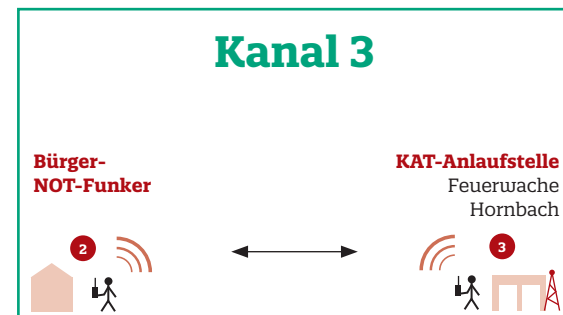 Kanal 3
Bürger-
NOT-Funker
KAT-Anlaufstelle
Feuerwache
Hornbach
2
3